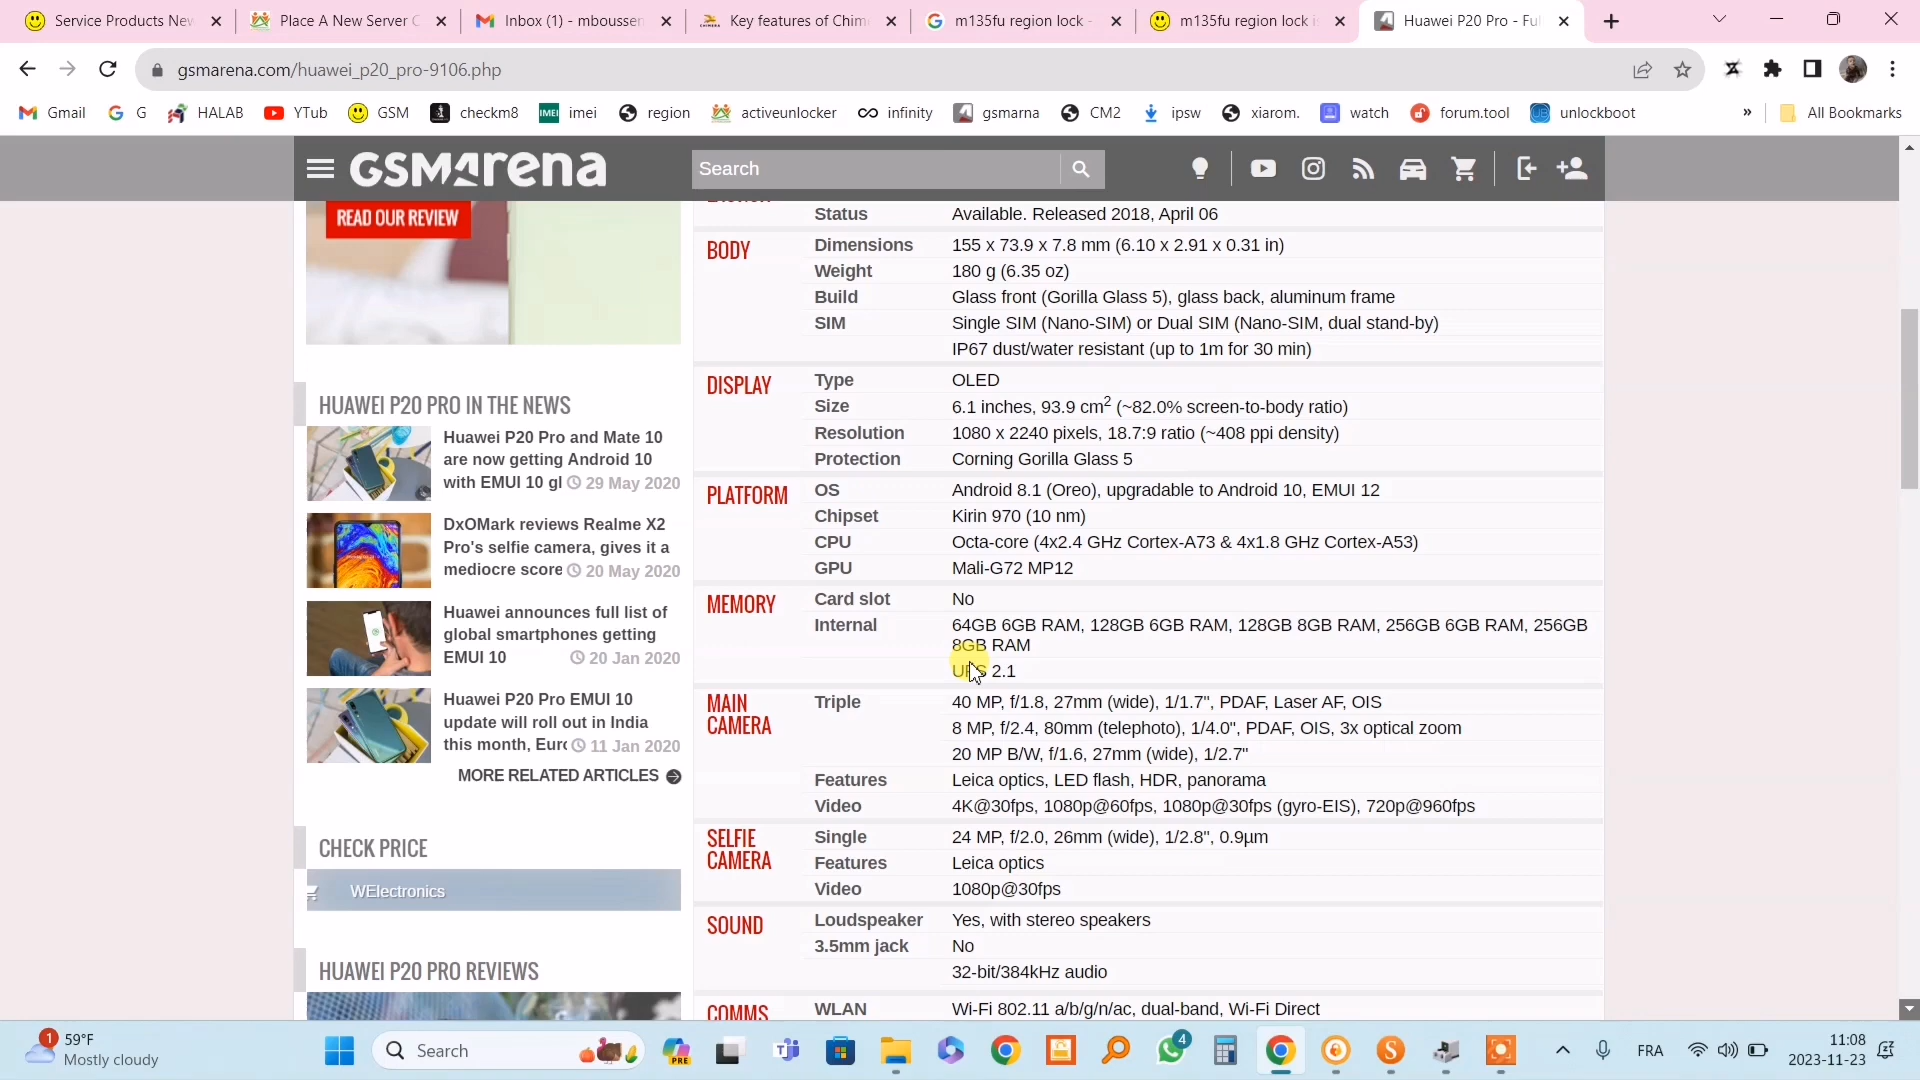 Service Products Nev
Place A New Server C
Inbox (1) - mboussen
Key features of Chim
m135fu region lock -
m135fu region lock is
Huawei P20 Pro - Ful
gsmarena.com/huawei_p20_pro-9106.php
Gmail
G
HALAB
YTub
GSM
checkm8
IMEI
imei
region
activeunlocker
infinity
gsmarna
CM2
ipsw
xiarom.
watch
forum.tool
unlockboot
»
All Bookmarks
GSMArena
Search
READ OUR REVIEW
Status Available. Released 2018, April 06
BODY Dimensions 155 x 73.9 x 7.8 mm (6.10 x 2.91 x 0.31 in)
Weight 180 g (6.35 oz)
Build Glass front (Gorilla Glass 5), glass back, aluminum frame
SIM Single SIM (Nano-SIM) or Dual SIM (Nano-SIM, dual stand-by)
IP67 dust/water resistant (up to 1m for 30 min)
DISPLAY Type OLED
Size 6.1 inches, 93.9 cm2 (~82.0% screen-to-body ratio)
Resolution 1080 x 2240 pixels, 18.7:9 ratio (~408 ppi density)
Protection Corning Gorilla Glass 5
PLATFORM OS Android 8.1 (Oreo), upgradable to Android 10, EMUI 12
Chipset Kirin 970 (10 nm)
CPU Octa-core (4x2.4 GHz Cortex-A73 & 4x1.8 GHz Cortex-A53)
GPU Mali-G72 MP12
MEMORY Card slot No
Internal 64GB 6GB RAM, 128GB 6GB RAM, 128GB 8GB RAM, 256GB 6GB RAM, 256GB
8GB RAM
UFS 2.1
MAIN
CAMERA
Triple 40 MP, f/1.8, 27mm (wide), 1/1.7", PDAF, Laser AF, OIS
8 MP, f/2.4, 80mm (telephoto), 1/4.0", PDAF, OIS, 3x optical zoom
20 MP B/W, f/1.6, 27mm (wide), 1/2.7"
Features Leica optics, LED flash, HDR, panorama
Video 4K@30fps, 1080p@60fps, 1080p@30fps (gyro-EIS), 720p@960fps
SELFIE
CAMERA
Single 24 MP, f/2.0, 26mm (wide), 1/2.8", 0.9µm
Features Leica optics
Video 1080p@30fps
SOUND Loudspeaker Yes, with stereo speakers
3.5mm jack No
32-bit/384kHz audio
COMMS WLAN Wi-Fi 802.11 a/b/g/n/ac, dual-band, Wi-Fi Direct
HUAWEI P20 PRO IN THE NEWS
Huawei P20 Pro and Mate 10
are now getting Android 10
with EMUI 10 gl 29 May 2020
DxOMark reviews Realme X2
Pro's selfie camera, gives it a
mediocre score 20 May 2020
Huawei announces full list of
global smartphones getting
EMUI 10 20 Jan 2020
Huawei P20 Pro EMUI 10
update will roll out in India
this month, Eur 11 Jan 2020
MORE RELATED ARTICLES
CHECK PRICE
WElectronics
HUAWEI P20 PRO REVIEWS
1
59°F
Mostly cloudy
Search
PRE
4
FRA
11:08
2023-11-23